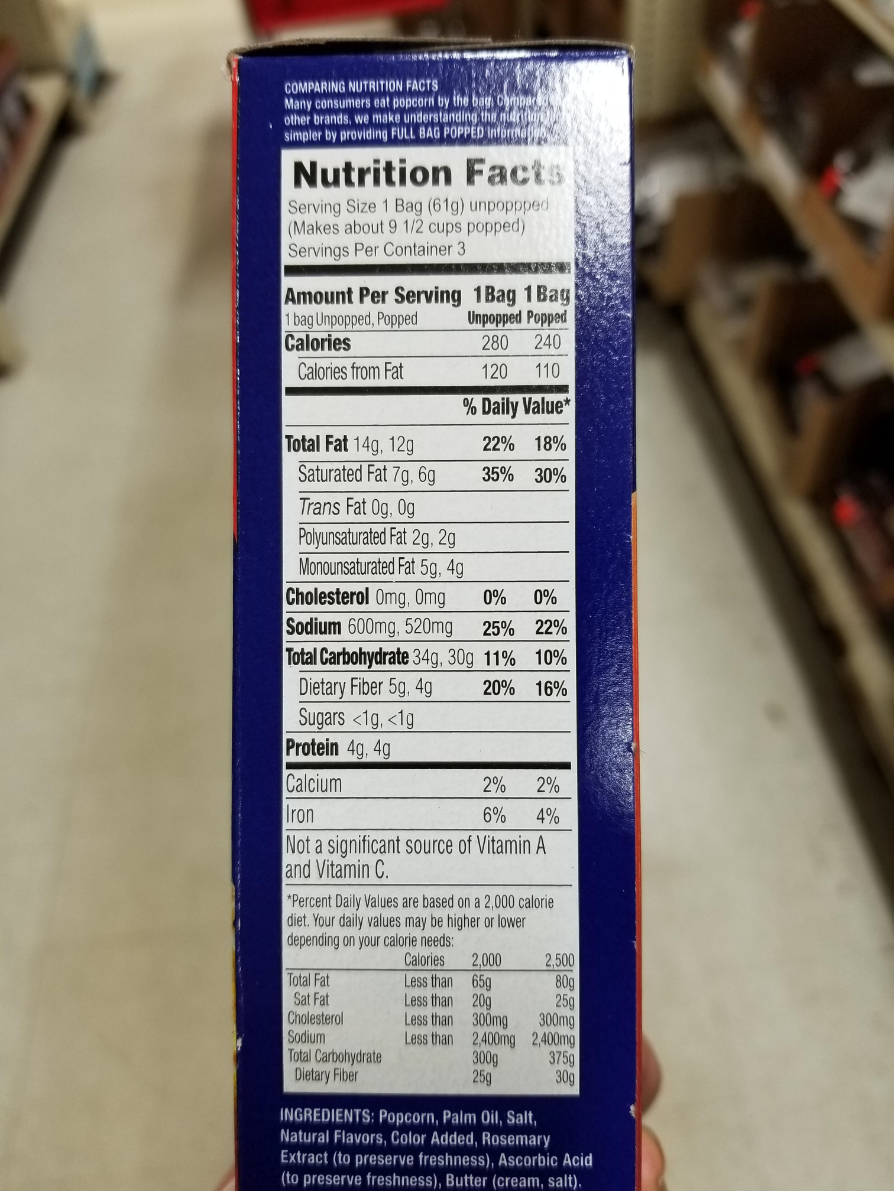 COMPARING NUTRITION FACTS
Many consumers eat popcorn by the bag.
other brands, we make understanding the nutrition
simpler by providing FULL BAG POPPED
Nutrition Facts
Serving Size 1 Bag (61g) unpoppped
(Makes about 9 1/2 cups popped)
Servings Per Container 3
Amount Per Serving 1 Bag 1 Bag
1 bag Unpopped, Popped Unpopped Popped
Calories 280 240
Calories from Fat 120 110
% Daily Value*
Total Fat 14g, 12g 22% 18%
Saturated Fat 7g, 6g 35% 30%
Trans Fat 0g, 0g
Polyunsaturated Fat 2g, 2g
Monounsaturated Fat 5g, 4g
Cholesterol 0mg, 0mg 0% 0%
Sodium 600mg, 520mg 25% 22%
Total Carbohydrate 34g, 30g 11% 10%
Dietary Fiber 5g, 4g 20% 16%
Sugars <1g, <1g
Protein 4g, 4g
Calcium 2% 2%
Iron 6% 4%
Not a significant source of Vitamin A
and Vitamin C.
*Percent Daily Values are based on a 2,000 calorie
diet. Your daily values may be higher or lower
depending on your calorie needs:
Calories 2,000 2,500
Total Fat Less than 65g 80g
Sat Fat Less than 20g 25g
Cholesterol Less than 300mg 300mg
Sodium Less than 2,400mg 2,400mg
Total Carbohydrate 300g 375g
Dietary Fiber 25g 30g
INGREDIENTS: Popcorn, Palm Oil, Salt,
Natural Flavors, Color Added, Rosemary
Extract (to preserve freshness), Ascorbic Acid
(to preserve freshness), Butter (cream, salt).